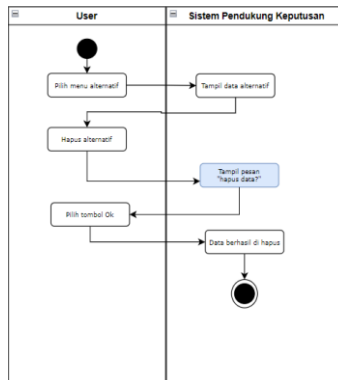 User
Sistem Pendukung Keputusan
Pilih menu alternatif
Tampil data alternatif
Hapus alternatif
Tampil pesan
"hapus data?"
Pilih tombol Ok
Data berhasil di hapus